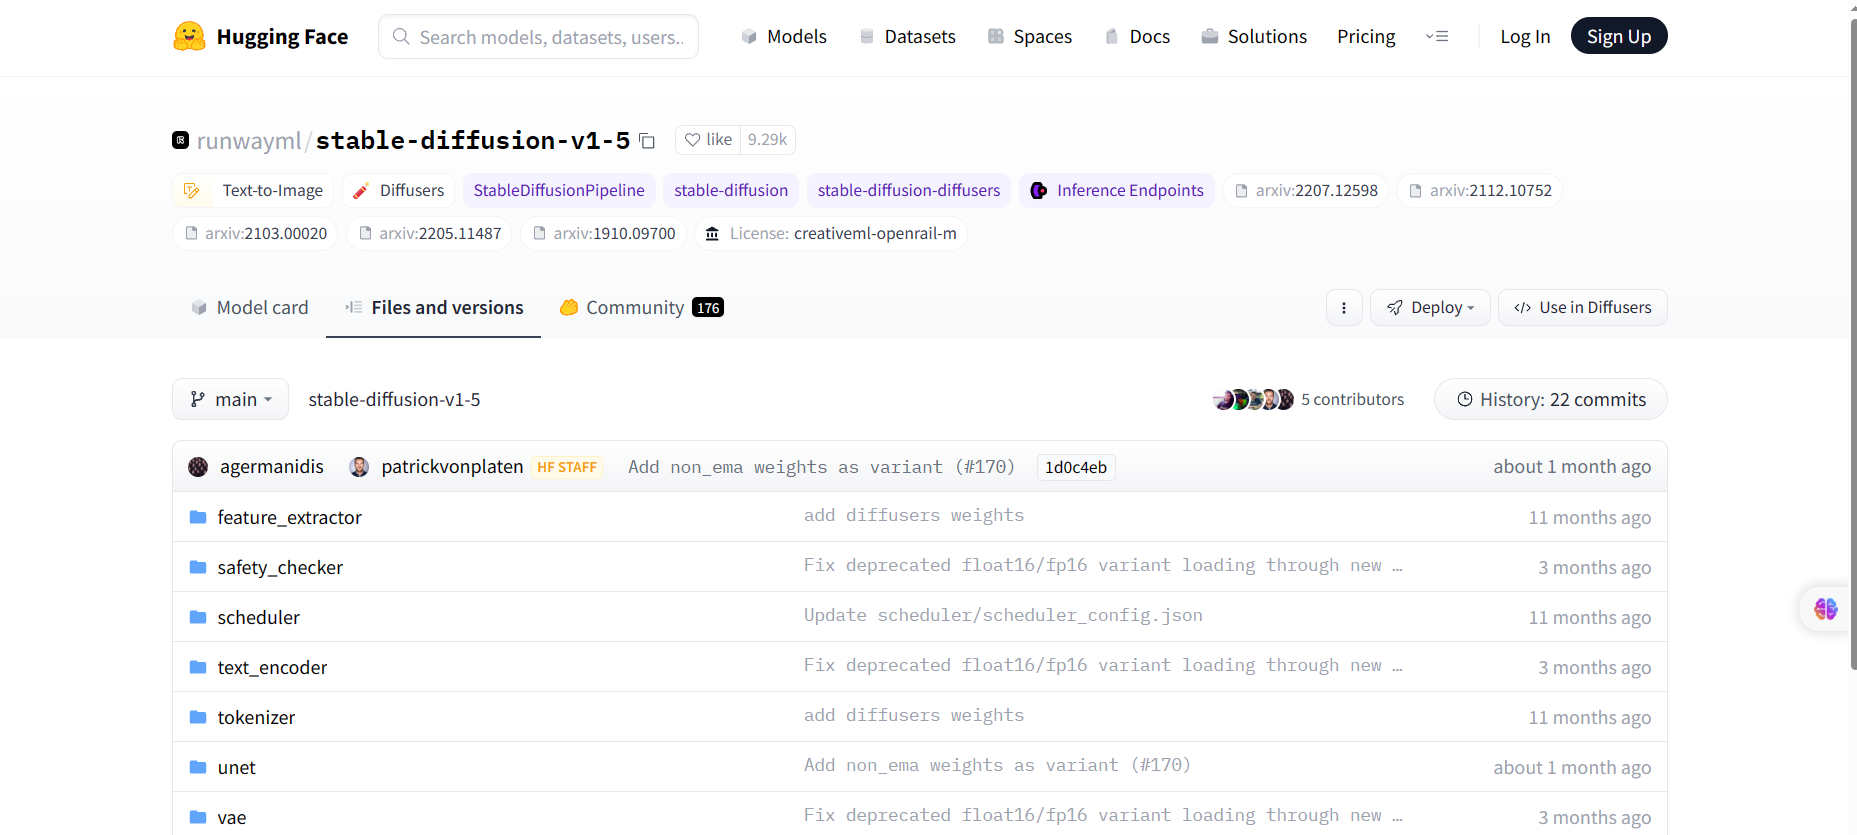 Hugging Face Search models, datasets, users.. Models Datasets Spaces Docs Solutions Pricing Log In Sign Up
runwayml/stable-diffusion-v1-5 like 9.29k
Text-to-Image Diffusers StableDiffusionPipeline stable-diffusion stable-diffusion-diffusers Inference Endpoints arxiv:2207.12598 arxiv:2112.10752
arxiv:2103.00020 arxiv:2205.11487 arxiv:1910.09700 License: creativeml-openrail-m
Model card Files and versions Community 176 Deploy Use in Diffusers
main stable-diffusion-v1-5 5 contributors History: 22 commits
agermanidis patrickvonplaten HF STAFF Add non_ema weights as variant (#170) 1d0c4eb about 1 month ago
feature_extractor add diffusers weights 11 months ago
safety_checker Fix deprecated float16/fp16 variant loading through new … 3 months ago
scheduler Update scheduler/scheduler_config.json 11 months ago
text_encoder Fix deprecated float16/fp16 variant loading through new … 3 months ago
tokenizer add diffusers weights 11 months ago
unet Add non_ema weights as variant (#170) about 1 month ago
vae Fix deprecated float16/fp16 variant loading through new … 3 months ago